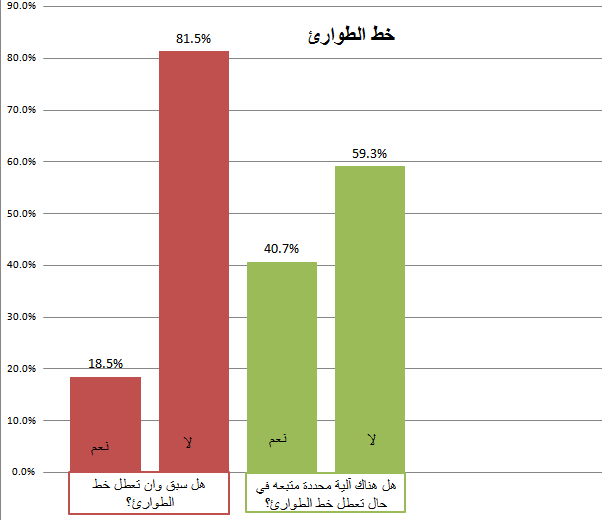 خط الطوارئ
90.0%
80.0%
70.0%
60.0%
50.0%
40.0%
30.0%
20.0%
10.0%
0.0%
18.5%
81.5%
40.7%
59.3%
نعم
لا
نعم
لا
هل سبق وان تعطل خط
الطوارئ؟
هل هناك آلية محددة متبعه في
حال تعطل خط الطوارئ؟